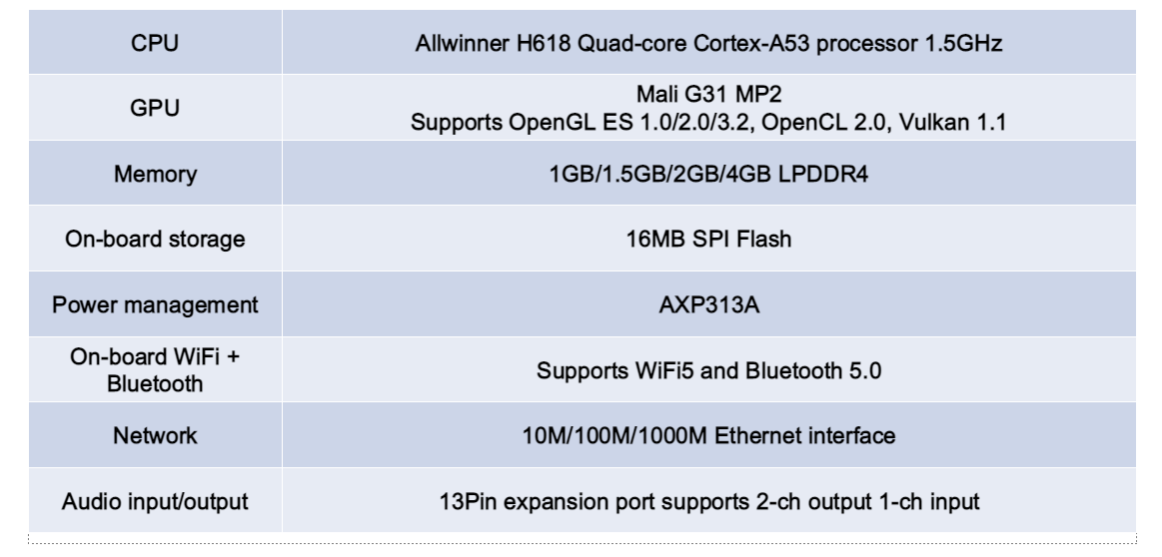 CPU
Allwinner H618 Quad-core Cortex-A53 processor 1.5GHz
GPU
Mali G31 MP2
Supports OpenGL ES 1.0/2.0/3.2, OpenCL 2.0, Vulkan 1.1
Memory
1GB/1.5GB/2GB/4GB LPDDR4
On-board storage
16MB SPI Flash
Power management
AXP313A
On-board WiFi +
Bluetooth
Supports WiFi5 and Bluetooth 5.0
Network
10M/100M/1000M Ethernet interface
Audio input/output
13Pin expansion port supports 2-ch output 1-ch input